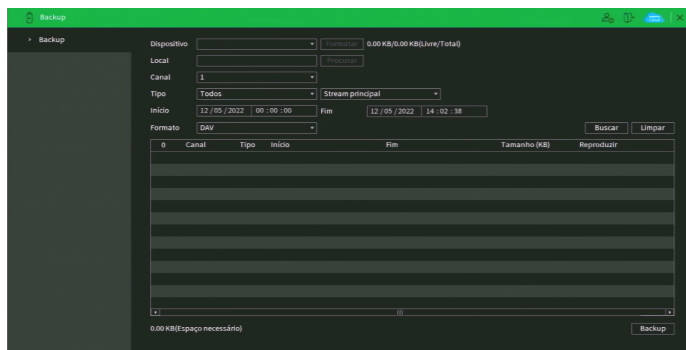 Backup
Backup
Dispositivo Formatar 0.00 KB/0.00 KB(Livre/Total)
Local Procurar
Canal 1
Tipo Todos Stream principal
Início 12/05/2022 00:00:00 Fim 12/05/2022 14:02:38
Formato DAV Buscar Limpar
0 Canal Tipo Início Fim Tamanho (KB) Reproduzir
0.00 KB(Espaço necessário) Backup